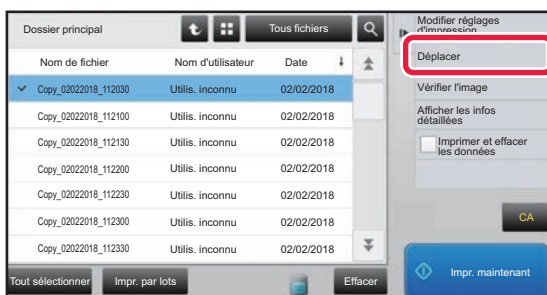 Dossier principal
Tous fichiers
Nom de fichier Nom d'utilisateur Date
Copy_02022018_112030 Utilis. inconnu 02/02/2018
Copy_02022018_112100 Utilis. inconnu 02/02/2018
Copy_02022018_112130 Utilis. inconnu 02/02/2018
Copy_02022018_112200 Utilis. inconnu 02/02/2018
Copy_02022018_112230 Utilis. inconnu 02/02/2018
Copy_02022018_112300 Utilis. inconnu 02/02/2018
Copy_02022018_112330 Utilis. inconnu 02/02/2018
Tout sélectionner Impr. par lots Effacer
Modifier réglages
d'impression
Déplacer
Vérifier l'image
Afficher les infos
détaillées
Imprimer et effacer
les données
CA
Impr. maintenant